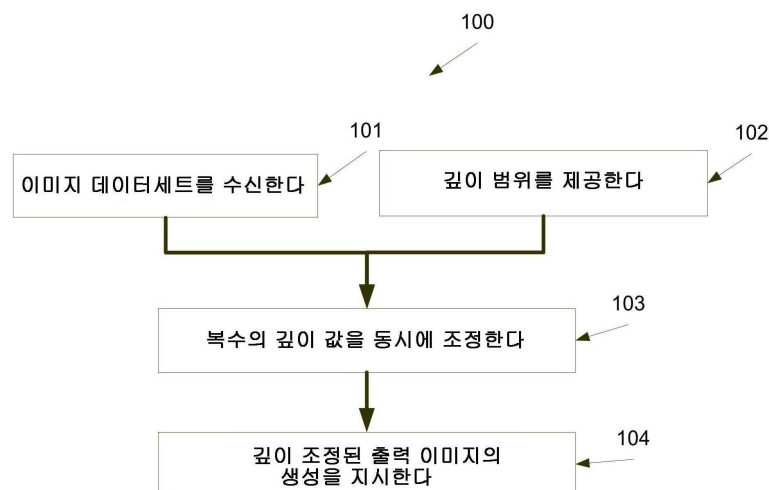 100
101
102
이미지 데이터세트를 수신한다
깊이 범위를 제공한다
103
복수의 깊이 값을 동시에 조정한다
104
깊이 조정된 출력 이미지의
생성을 지시한다